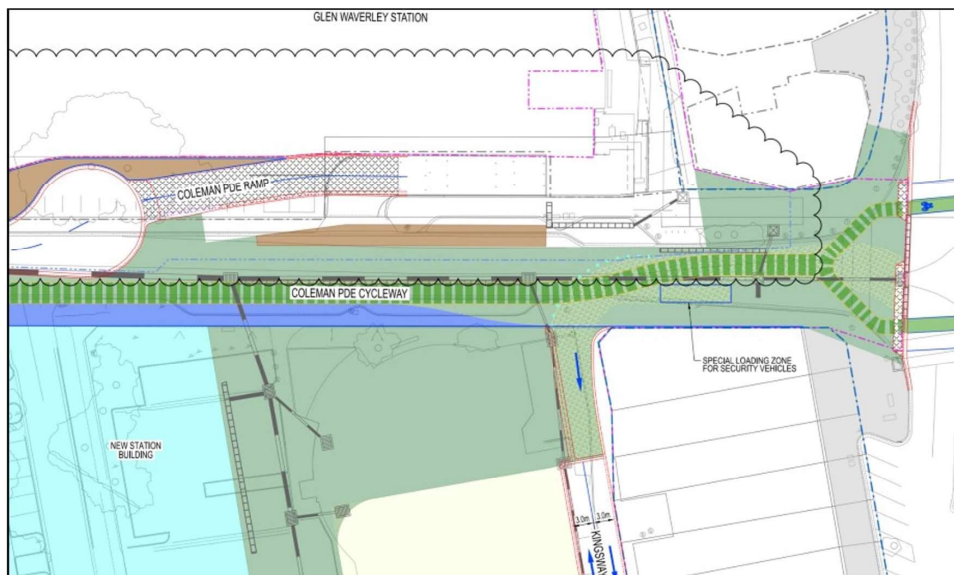 GLEN WAVERLEY STATION
COLEMAN PDE RAMP
COLEMAN PDE CYCLEWAY
SPECIAL LOADING ZONE
FOR SECURITY VEHICLES
NEW STATION
BUILDING
3.0m 3.0m
KINGSWAY